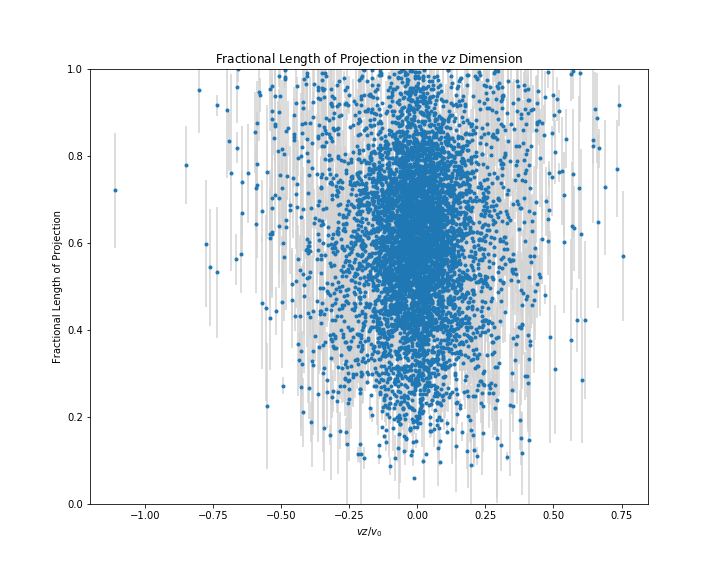 Fractional Length of Projection in the vz Dimension
Fractional Length of Projection
1.0
0.8
0.6
0.4
0.2
0.0
−1.00 −0.75 −0.50 −0.25 0.00 0.25 0.50 0.75
vz/v₀